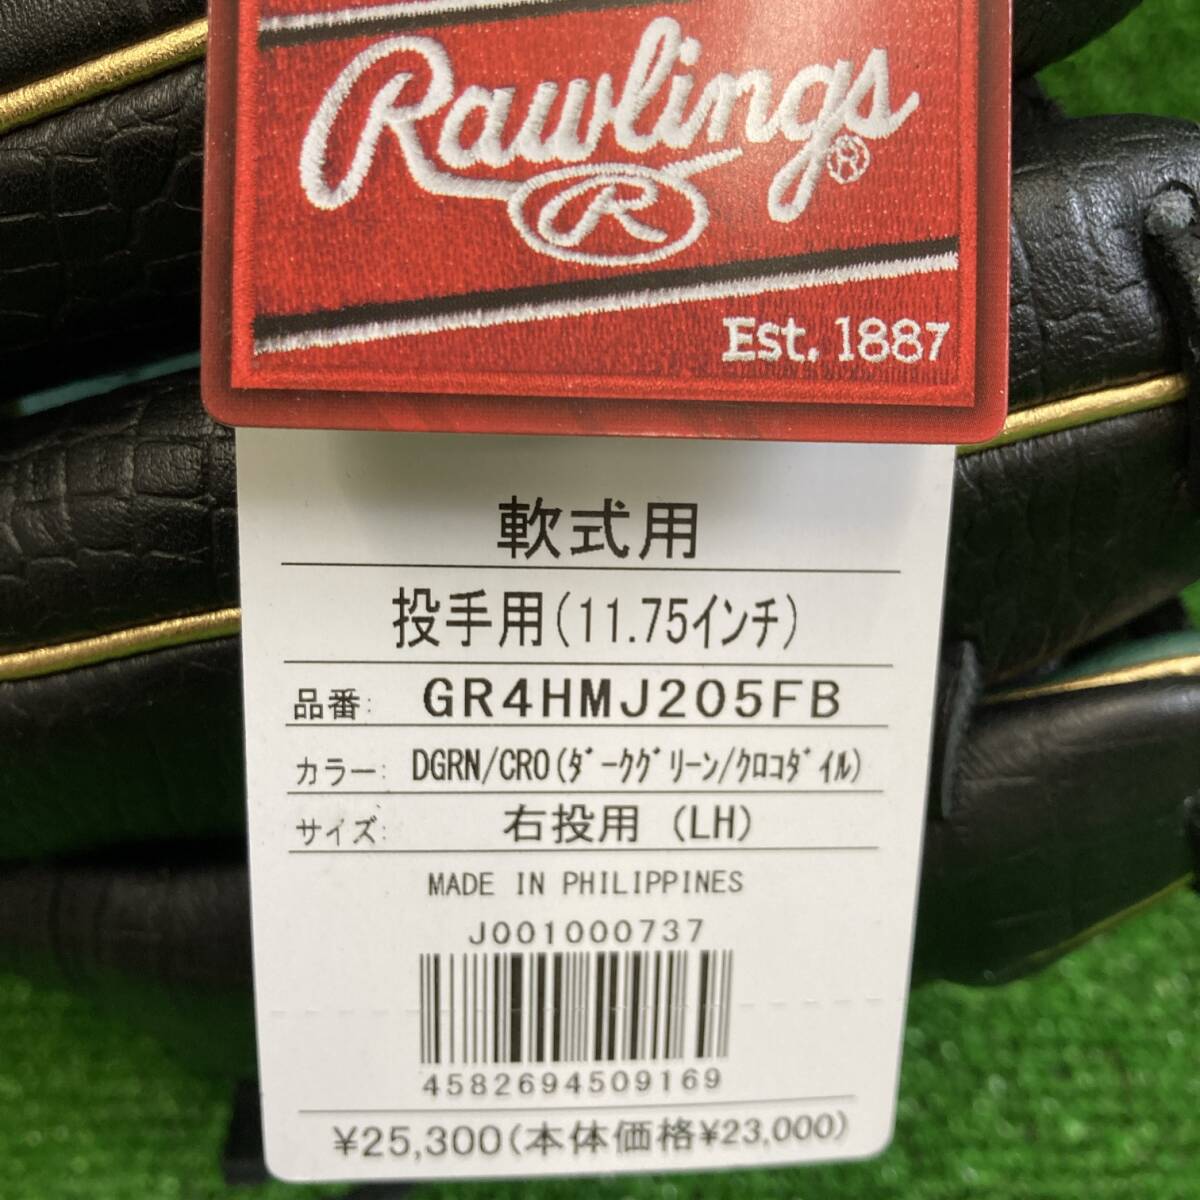 Rawlings®
R
Est. 1887
軟式用
投手用(11.75ｲﾝﾁ)
品番: GR4HMJ205FB
カラー: DGRN/CRO(ﾀﾞｰｸｸﾞﾘｰﾝ/ｸﾛｺﾀﾞｲﾙ)
サイズ: 右投用 (LH)
MADE IN PHILIPPINES
J001000737
4582694509169
¥25,300(本体価格¥23,000)